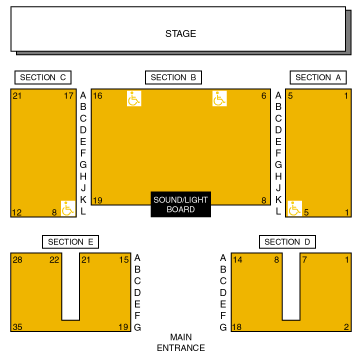 STAGE
SECTION C
SECTION B
SECTION A
21 17 A 16 6 A 5 1
B B
C C
D D
E E
F F
G G
H H
J J
K 19 SOUND/LIGHT 8 K
12 8 L BOARD L 5 1
SECTION E
SECTION D
28 22 21 15 A A 14 8 7 1
B B
C C
D D
E E
F F
35 19 G G 18 2
MAIN
ENTRANCE